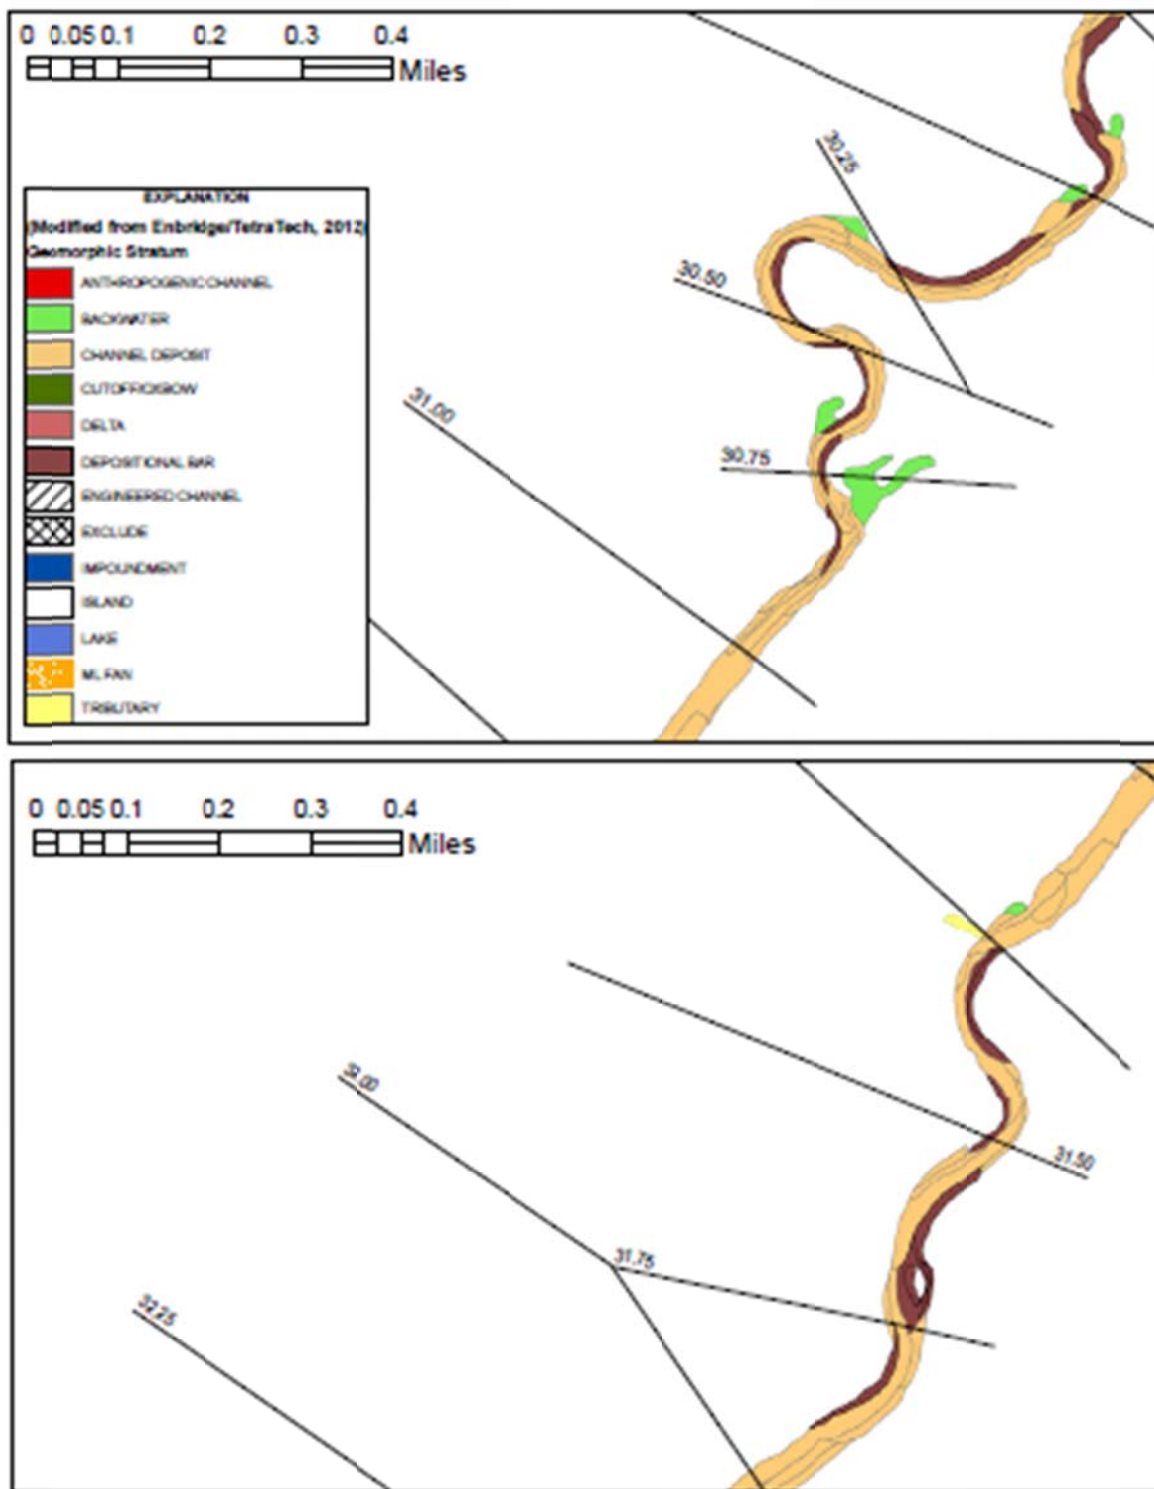 0 0.05 0.1 0.2 0.3 0.4
Miles
EXPLANATION
(Modified from Enbridge/TetraTech, 2012)
Geomorphic Stratum
ANTHROPOGENIC CHANNEL
BACKWATER
CHANNEL DEPOSIT
CUTOFF/OXBOW
DELTA
DEPOSITIONAL BAR
ENGINEERED CHANNEL
EXCLUDE
IMPOUNDMENT
ISLAND
LAKE
ML FAN
TRIBUTARY
30.25
30.50
31.00
30.75
0 0.05 0.1 0.2 0.3 0.4
Miles
32.00
31.50
31.75
32.25